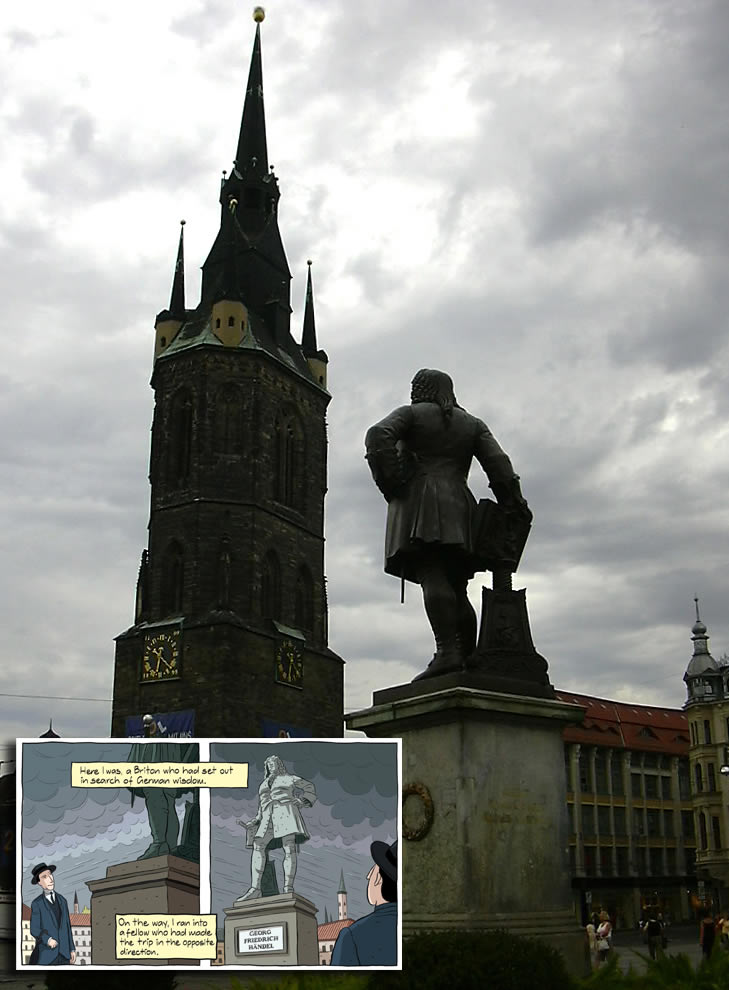 Here I was, a Briton who had set out
in search of German wisdom.
On the way, I ran into
a fellow who had made
the trip in the opposite
direction.
GEORG
FRIEDRICH
HÄNDEL